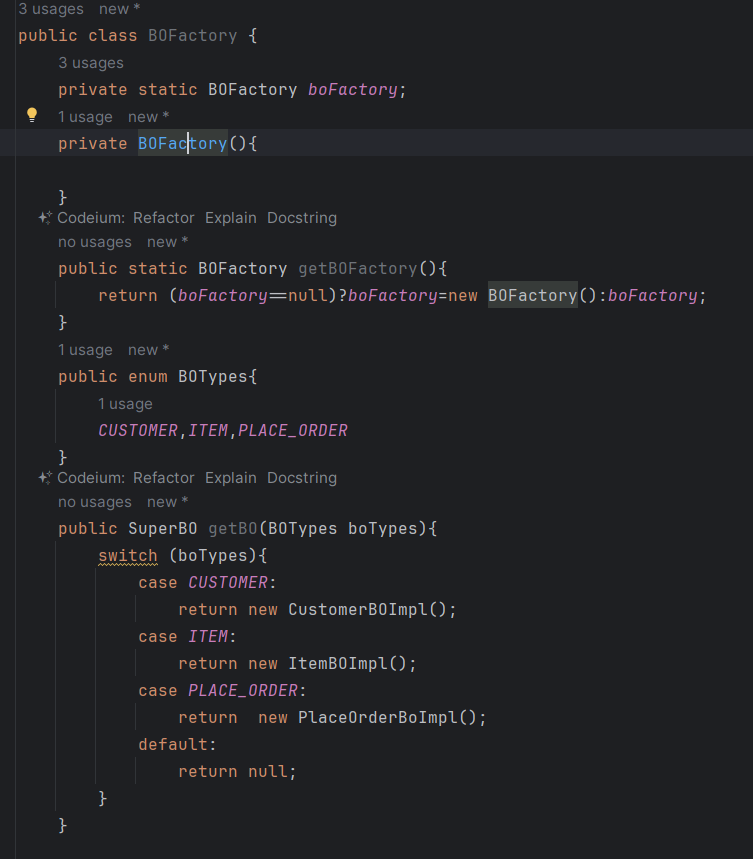 3 usages   new *
public class BOFactory {
3 usages
private static BOFactory boFactory;
1 usage   new *
private BOFactory(){
}
Codeium: Refactor  Explain  Docstring
no usages   new *
public static BOFactory getBOFactory(){
return (boFactory==null)?boFactory=new BOFactory():boFactory;
}
1 usage   new *
public enum BOTypes{
1 usage
CUSTOMER,ITEM,PLACE_ORDER
}
Codeium: Refactor  Explain  Docstring
no usages   new *
public SuperBO getBO(BOTypes boTypes){
switch (boTypes){
case CUSTOMER:
return new CustomerBOImpl();
case ITEM:
return new ItemBOImpl();
case PLACE_ORDER:
return  new PlaceOrderBoImpl();
default:
return null;
}
}